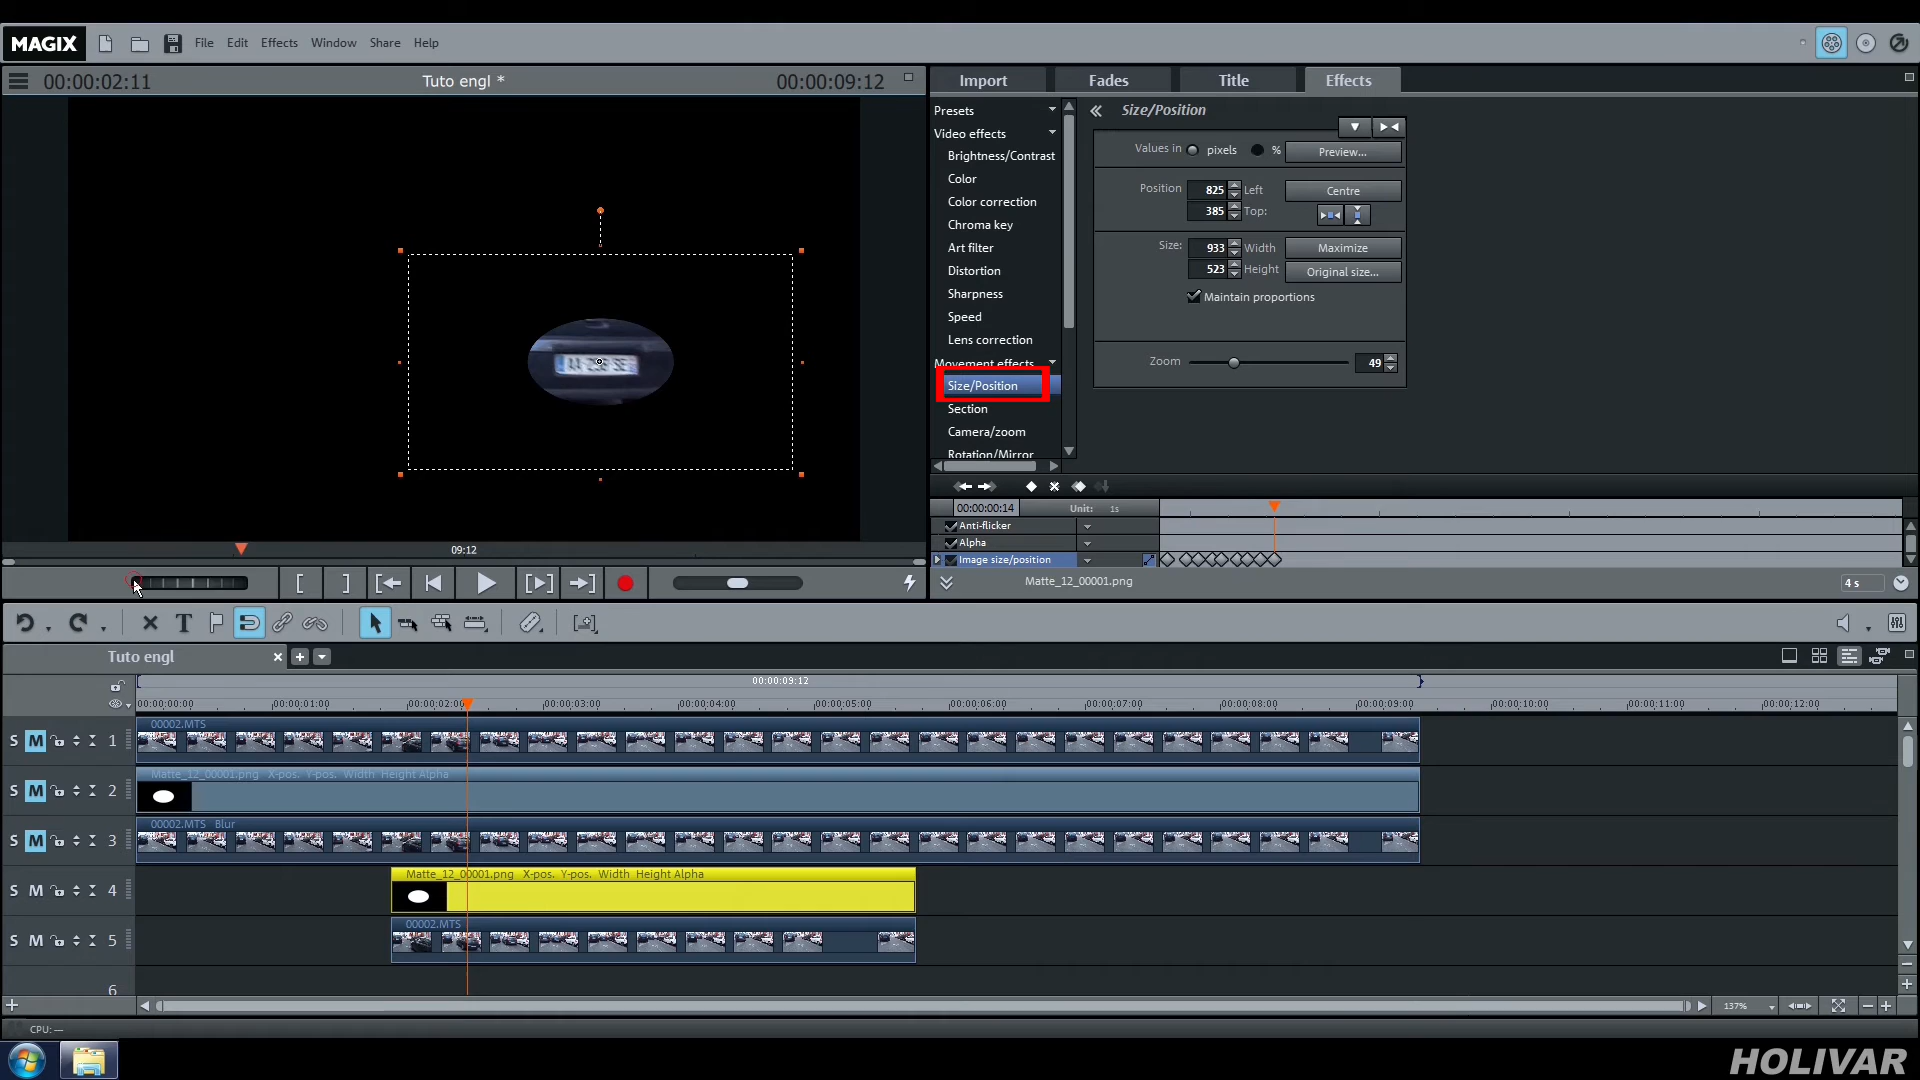 MAGIX File Edit Effects Window Share Help
00:00:02:11 Tuto engl * 00:00:09:12
Import Fades Title Effects
Presets
Video effects
Brightness/Contrast
Color
Color correction
Chroma key
Art filter
Distortion
Sharpness
Speed
Lens correction
Movement effects
Size/Position
Section
Camera/zoom
Rotation/Mirror
Size/Position
Values in pixels % Preview...
Position 825 Left Centre
385 Top:
Size: 933 Width Maximize
523 Height Original size...
Maintain proportions
Zoom 49
00:00:00:14 Unit: 1s
Anti-flicker
Alpha
Image size/position
Matte_12_00001.png 4 s
09:12
Tuto engl
00:00:09:12
00:00:00:00 00:00:01:00 00:00:02:00 00:00:03:00 00:00:04:00 00:00:05:00 00:00:06:00 00:00:07:00 00:00:08:00 00:00:09:00 00:00:10:00 00:00:11:00 00:00:12:00
00002.MTS
S M 1
Matte_12_00001.png X-pos. Y-pos. Width Height Alpha
S M 2
00002.MTS Blur
S M 3
Matte_12_00001.png X-pos. Y-pos. Width Height Alpha
S M 4
00002.MTS
S M 5
6
137%
CPU: —
HOLIVAR